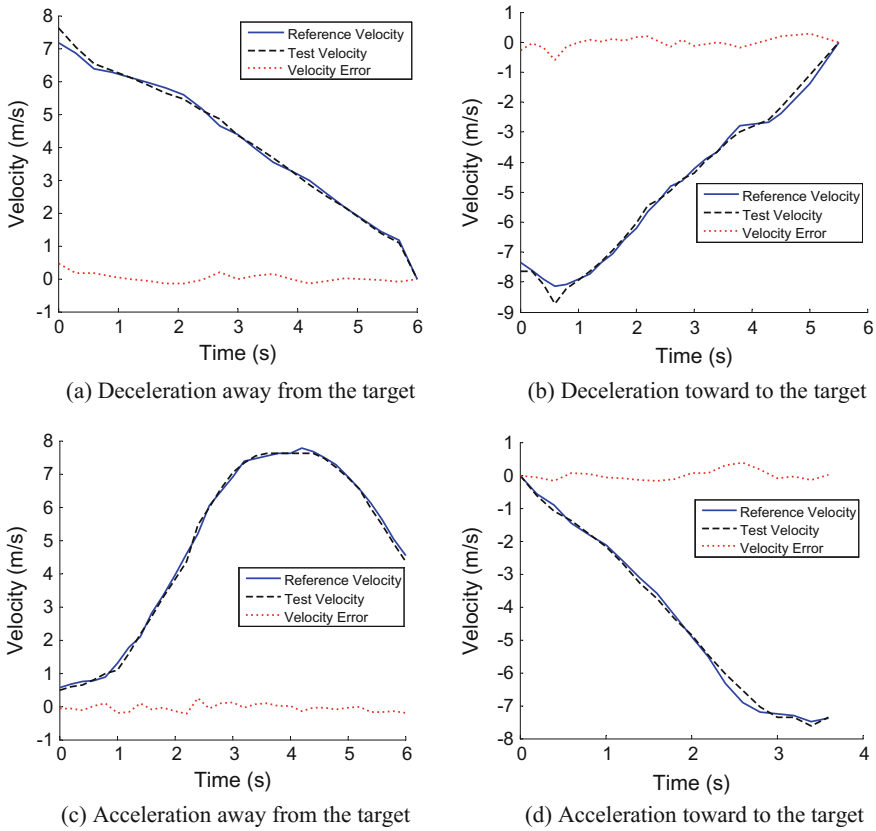 8
7
6
5
4
3
2
1
0
-1
Velocity (m/s)
Reference Velocity
Test Velocity
Velocity Error
0 1 2 3 4 5 6
Time (s)
(a) Deceleration away from the target
1
0
-1
-2
-3
-4
-5
-6
-7
-8
-9
Velocity (m/s)
Reference Velocity
Test Velocity
Velocity Error
0 1 2 3 4 5 6
Time (s)
(b) Deceleration toward to the target
8
7
6
5
4
3
2
1
0
-1
Velocity (m/s)
Reference Velocity
Test Velocity
Velocity Error
0 1 2 3 4 5 6
Time (s)
(c) Acceleration away from the target
1
0
-1
-2
-3
-4
-5
-6
-7
-8
Velocity (m/s)
Reference Velocity
Test Velocity
Velocity Error
0 1 2 3 4
Time (s)
(d) Acceleration toward to the target